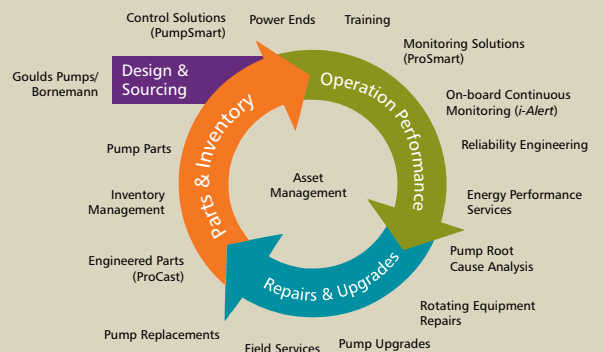 Control Solutions
(PumpSmart)
Power Ends
Training
Monitoring Solutions
(ProSmart)
Goulds Pumps/
Bornemann
Design &
Sourcing
Operation Performance
On-board Continuous
Monitoring (i-Alert)
Parts & Inventory
Pump Parts
Reliability Engineering
Asset
Management
Inventory
Management
Energy Performance
Services
Engineered Parts
(ProCast)
Pump Root
Cause Analysis
Repairs & Upgrades
Rotating Equipment
Repairs
Pump Replacements
Field Services
Pump Upgrades